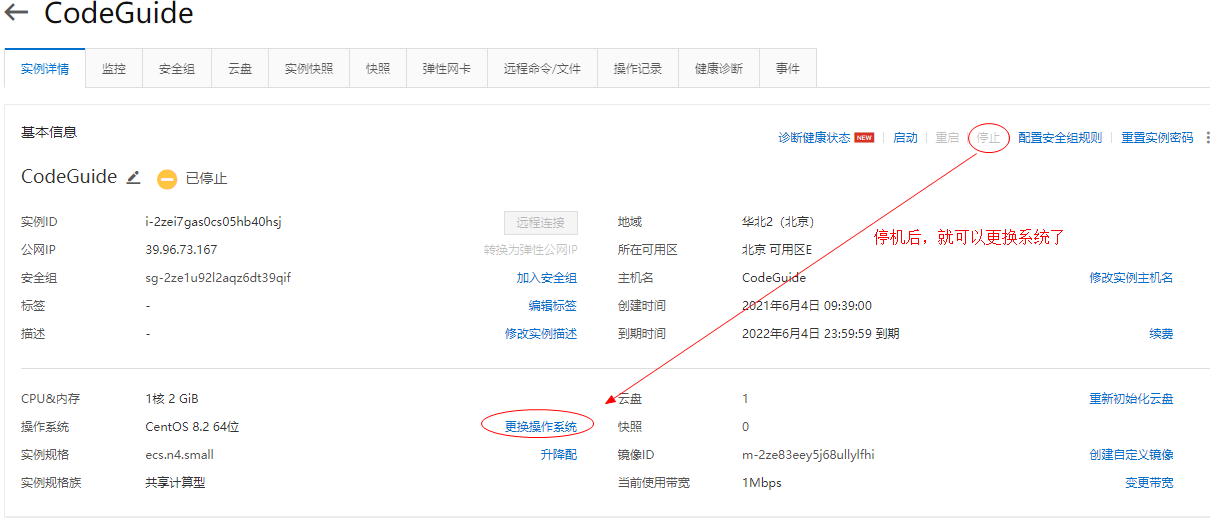 CodeGuide
实例详情 监控 安全组 云盘 实例快照 快照 弹性网卡 远程命令/文件 操作记录 健康诊断 事件
基本信息
诊断健康状态 NEW 启动 重启 停止 配置安全组规则 重置实例密码
CodeGuide 已停止
实例ID i-2zei7gas0cs05hb40hsj 远程连接 地域 华北2（北京）
停机后，就可以更换系统了
公网IP 39.96.73.167 转换为弹性公网IP 所在可用区 北京 可用区E
安全组 sg-2ze1u92l2aqz6dt39qif 加入安全组 主机名 CodeGuide 修改实例主机名
标签 - 编辑标签 创建时间 2021年6月4日 09:39:00
描述 - 修改实例描述 到期时间 2022年6月4日 23:59:59 到期 续费
CPU&内存 1核 2 GiB 云盘 1 重新初始化云盘
操作系统 CentOS 8.2 64位 更换操作系统 快照 0
实例规格 ecs.n4.small 升降配 镜像ID m-2ze83eey5j68ullylfhi 创建自定义镜像
实例规格族 共享计算型 当前使用带宽 1Mbps 变更带宽